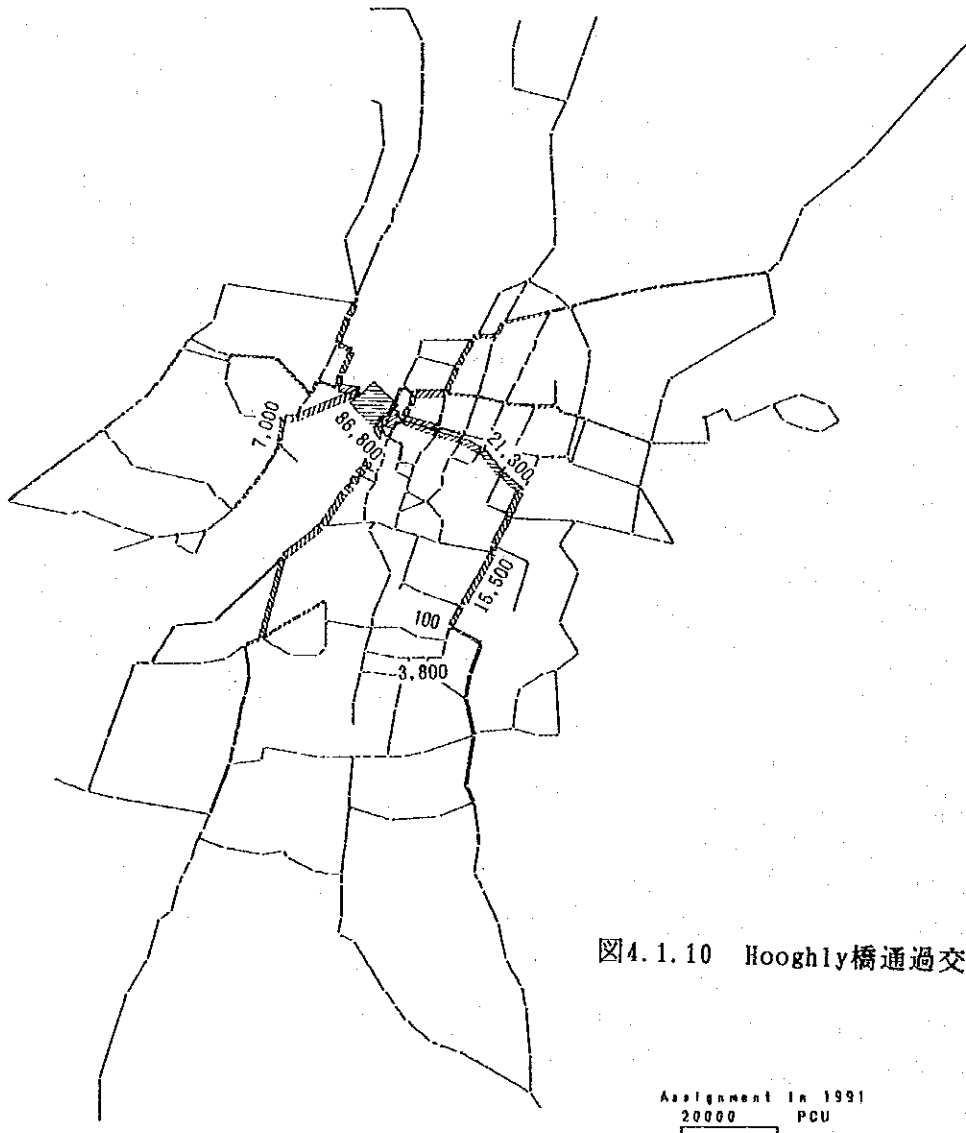 7,000
86,800
21,300
15,500
100
3,800
図4.1.10 Hooghly橋通過交
Assignment in 1991
20000 PCU